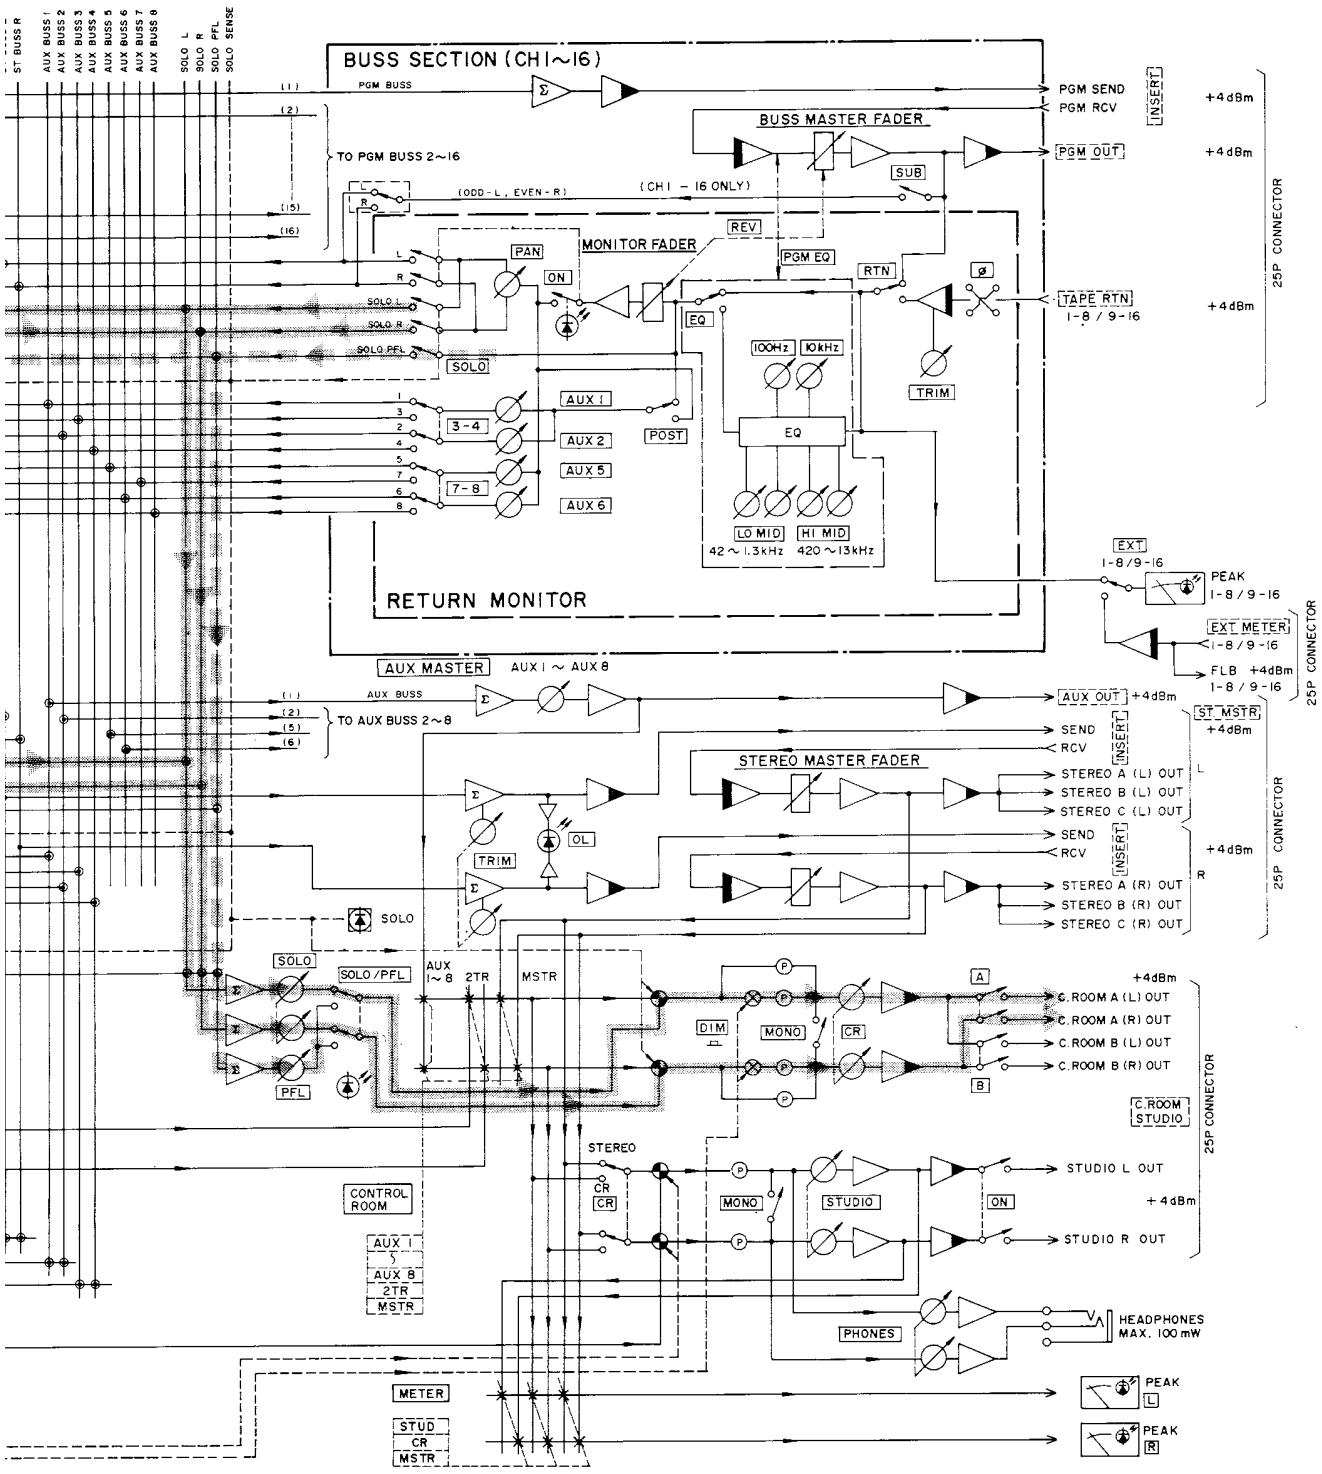 ST BUSS R
AUX BUSS 1
AUX BUSS 2
AUX BUSS 3
AUX BUSS 4
AUX BUSS 5
AUX BUSS 6
AUX BUSS 7
AUX BUSS 8
SOLO L
SOLO R
SOLO PFL
SOLO SENSE
BUSS SECTION (CH1~16)
(1) PGM BUSS
Σ
PGM SEND
PGM RCV
INSERT
+4dBm
(2)
BUSS MASTER FADER
TO PGM BUSS 2~16
PGM OUT
+4dBm
SUB
L
R
(ODD-L, EVEN-R)
(CH1 - 16 ONLY)
(15)
(16)
REV
25P CONNECTOR
PAN
MONITOR FADER
PGM EQ
L
R
ON
RTN
Ø
SOLO L
SOLO R
SOLO PFL
EQ
TAPE RTN
1-8 / 9-16
+4dBm
SOLO
100Hz
10kHz
TRIM
1
3
2
4
5
7
6
8
3-4
7-8
AUX 1
AUX 2
AUX 5
AUX 6
POST
EQ
LO MID
HI MID
42 ~ 1.3kHz
420 ~ 13kHz
RETURN MONITOR
EXT
1-8/9-16
PEAK
1-8 / 9-16
EXT METER
1-8 / 9-16
FLB +4dBm
1-8 / 9-16
25P CONNECTOR
AUX MASTER
AUX 1 ~ AUX 8
(1) AUX BUSS
(2)
(5)
(6)
TO AUX BUSS 2~8
Σ
AUX OUT +4dBm
ST MSTR
SEND
RCV
INSERT
+4dBm
STEREO MASTER FADER
L
STEREO A (L) OUT
STEREO B (L) OUT
STEREO C (L) OUT
Σ
TRIM
OL
Σ
SEND
RCV
INSERT
+4dBm
R
STEREO A (R) OUT
STEREO B (R) OUT
STEREO C (R) OUT
25P CONNECTOR
SOLO
SOLO
SOLO/PFL
AUX
1~8
2TR
MSTR
P
Σ
Σ
Σ
PFL
DIM
P
P
P
MONO
CR
A
B
+4dBm
C.ROOM A (L) OUT
C.ROOM A (R) OUT
C.ROOM B (L) OUT
C.ROOM B (R) OUT
C.ROOM
STUDIO
25P CONNECTOR
STEREO
CR
CR
P
P
MONO
STUDIO
ON
STUDIO L OUT
+4dBm
STUDIO R OUT
CONTROL
ROOM
AUX 1
AUX 8
2TR
MSTR
PHONES
HEADPHONES
MAX. 100mW
METER
PEAK
L
STUD
CR
MSTR
PEAK
R